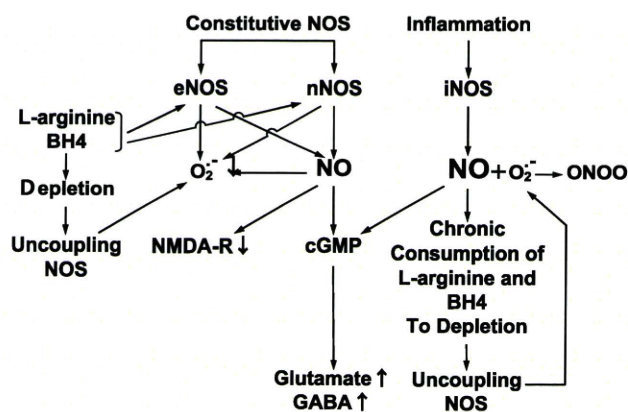 Constitutive NOS
Inflammation
eNOS
nNOS
iNOS
L-arginine
BH4
O₂·- ↓
NO
NO+O₂·-
ONOO
Depletion
Uncoupling
NOS
NMDA-R↓
cGMP
Chronic
Consumption of
L-arginine and
BH4
To Depletion
Glutamate↑
GABA↑
Uncoupling
NOS